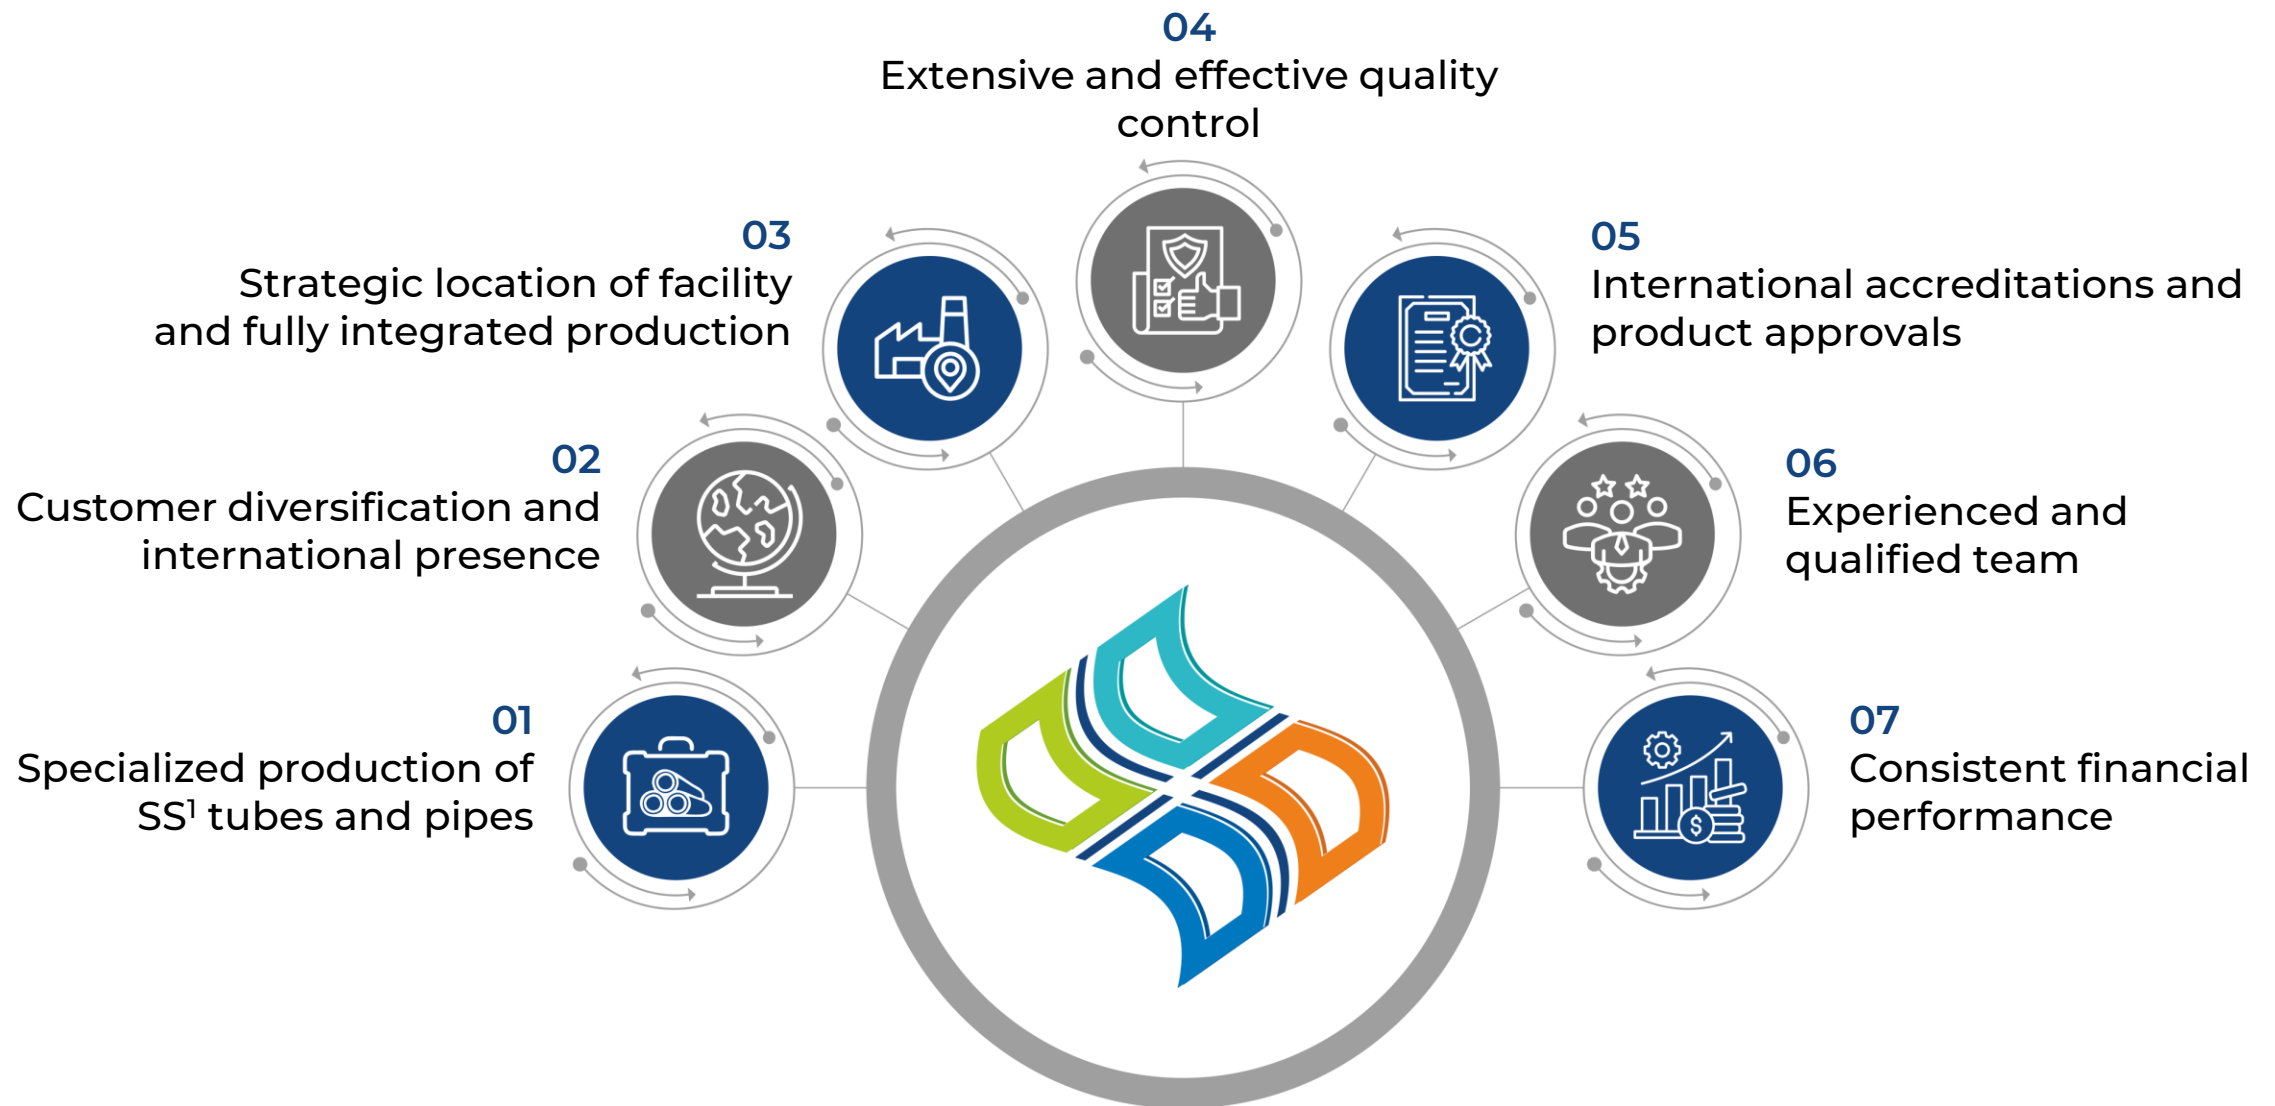 04
Extensive and effective quality
control
03
Strategic location of facility
and fully integrated production
05
International accreditations and
product approvals
02
Customer diversification and
international presence
06
Experienced and
qualified team
01
Specialized production of
SS¹ tubes and pipes
07
Consistent financial
performance